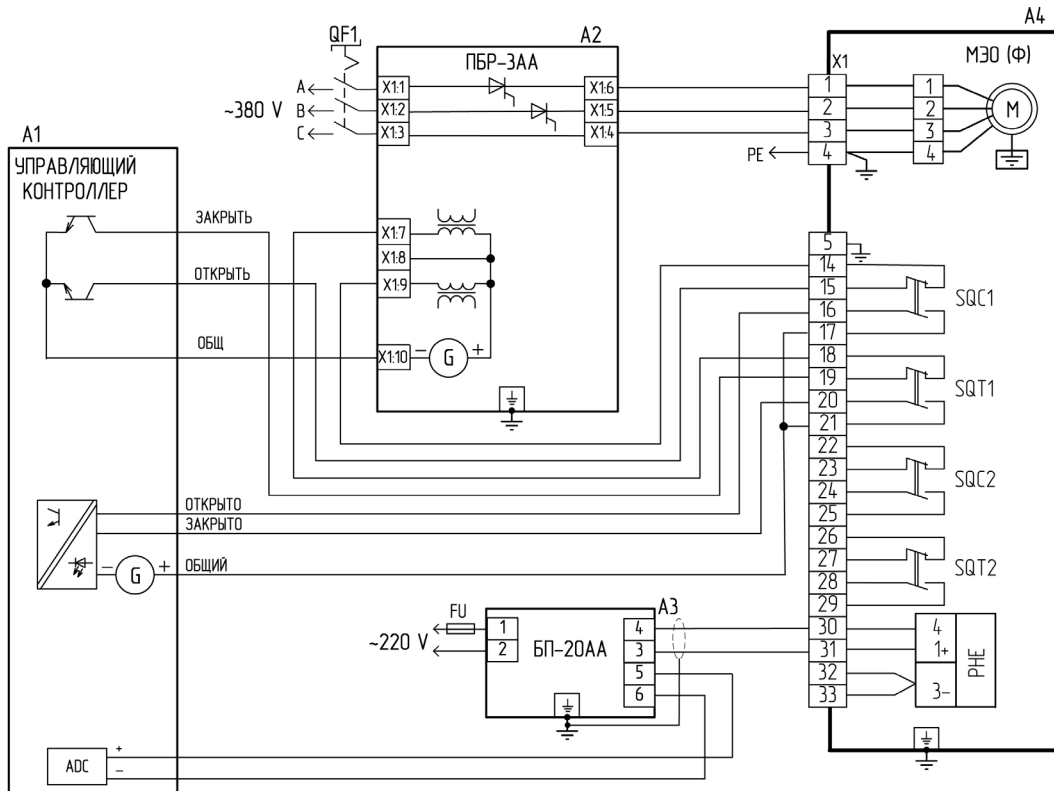 A4
QF1
A2
ПБР-3АА
МЭО (Ф)
X1
A
B
C
~380 V
X1:1
X1:2
X1:3
X1:6
X1:5
X1:4
1
2
3
4
1
2
3
4
M
PE
A1
УПРАВЛЯЮЩИЙ
КОНТРОЛЛЕР
ЗАКРЫТЬ
ОТКРЫТЬ
ОБЩ
X1:7
X1:8
X1:9
X1:10
−
G
+
5
14
15
16
17
18
19
20
21
22
23
24
25
26
27
28
29
30
31
32
33
SQC1
SQT1
SQC2
SQT2
ОТКРЫТО
ЗАКРЫТО
−
G
+
ОБЩИЙ
A3
FU
~220 V
1
2
БП-20АА
4
3
5
6
4
1+
3−
РНЕ
ADC
+
−